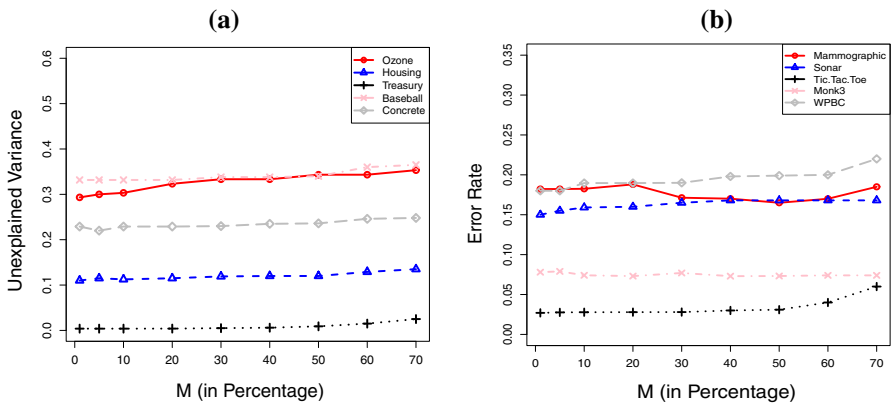 (a)
Unexplained Variance
0.6
0.5
0.4
0.3
0.2
0.1
0.0
Ozone
Housing
Treasury
Baseball
Concrete
0 10 20 30 40 50 60 70
M (in Percentage)
(b)
Error Rate
0.35
0.30
0.25
0.20
0.15
0.10
0.05
0.00
Mammographic
Sonar
Tic.Tac.Toe
Monk3
WPBC
0 10 20 30 40 50 60 70
M (in Percentage)